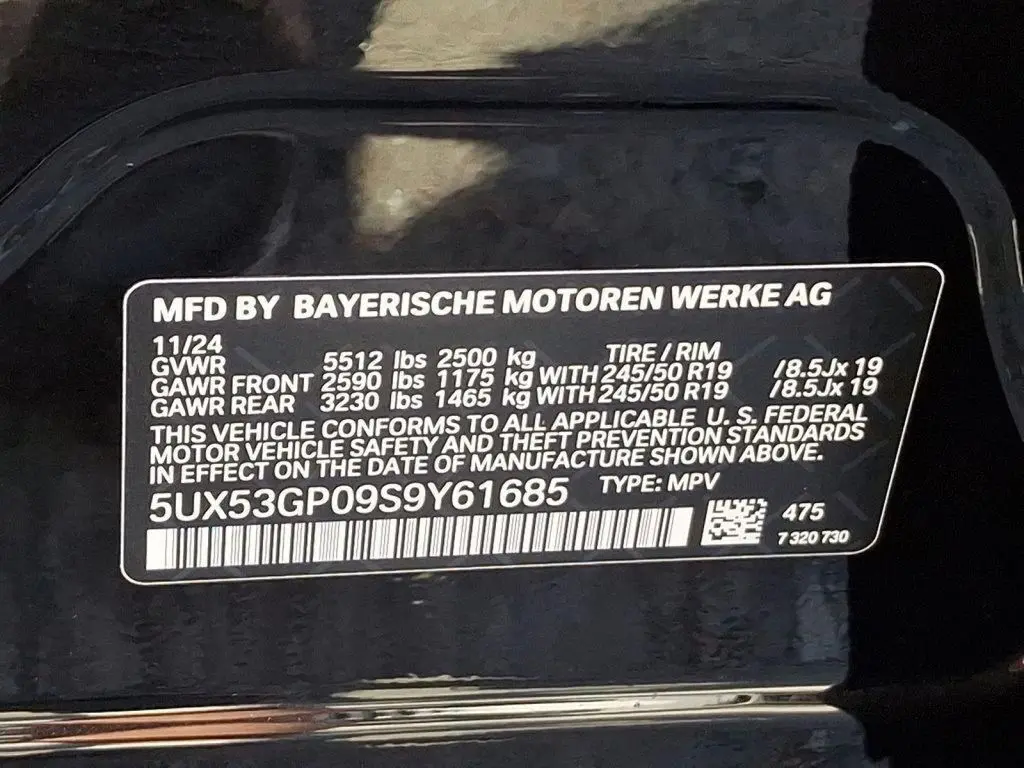 MFD BY BAYERISCHE MOTOREN WERKE AG
11/24 TIRE / RIM
GVWR 5512 lbs 2500 kg
GAWR FRONT 2590 lbs 1175 kg WITH 245/50 R19 /8.5Jx 19
GAWR REAR 3230 lbs 1465 kg WITH 245/50 R19 /8.5Jx 19
THIS VEHICLE CONFORMS TO ALL APPLICABLE U. S. FEDERAL
MOTOR VEHICLE SAFETY AND THEFT PREVENTION STANDARDS
IN EFFECT ON THE DATE OF MANUFACTURE SHOWN ABOVE.
5UX53GP09S9Y61685 TYPE: MPV
475
7 320 730